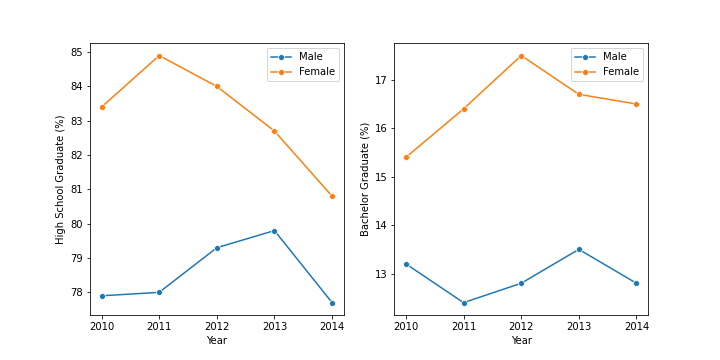 High School Graduate (%)
85
84
83
82
81
80
79
78
2010 2011 2012 2013 2014
Year
Male
Female
Bachelor Graduate (%)
17
16
15
14
13
2010 2011 2012 2013 2014
Year
Male
Female